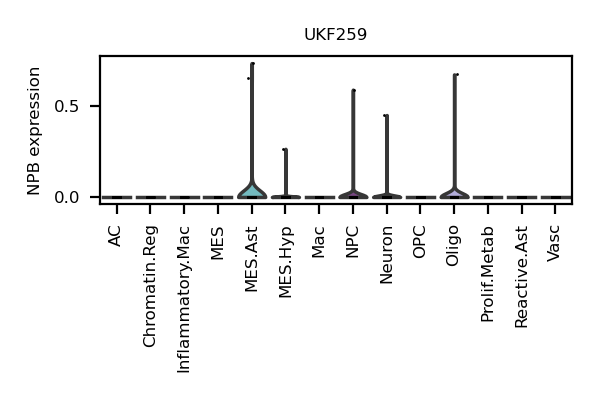 UKF259
NPB expression
0.5
0.0
AC
Chromatin.Reg
Inflammatory.Mac
MES
MES.Ast
MES.Hyp
Mac
NPC
Neuron
OPC
Oligo
Prolif.Metab
Reactive.Ast
Vasc